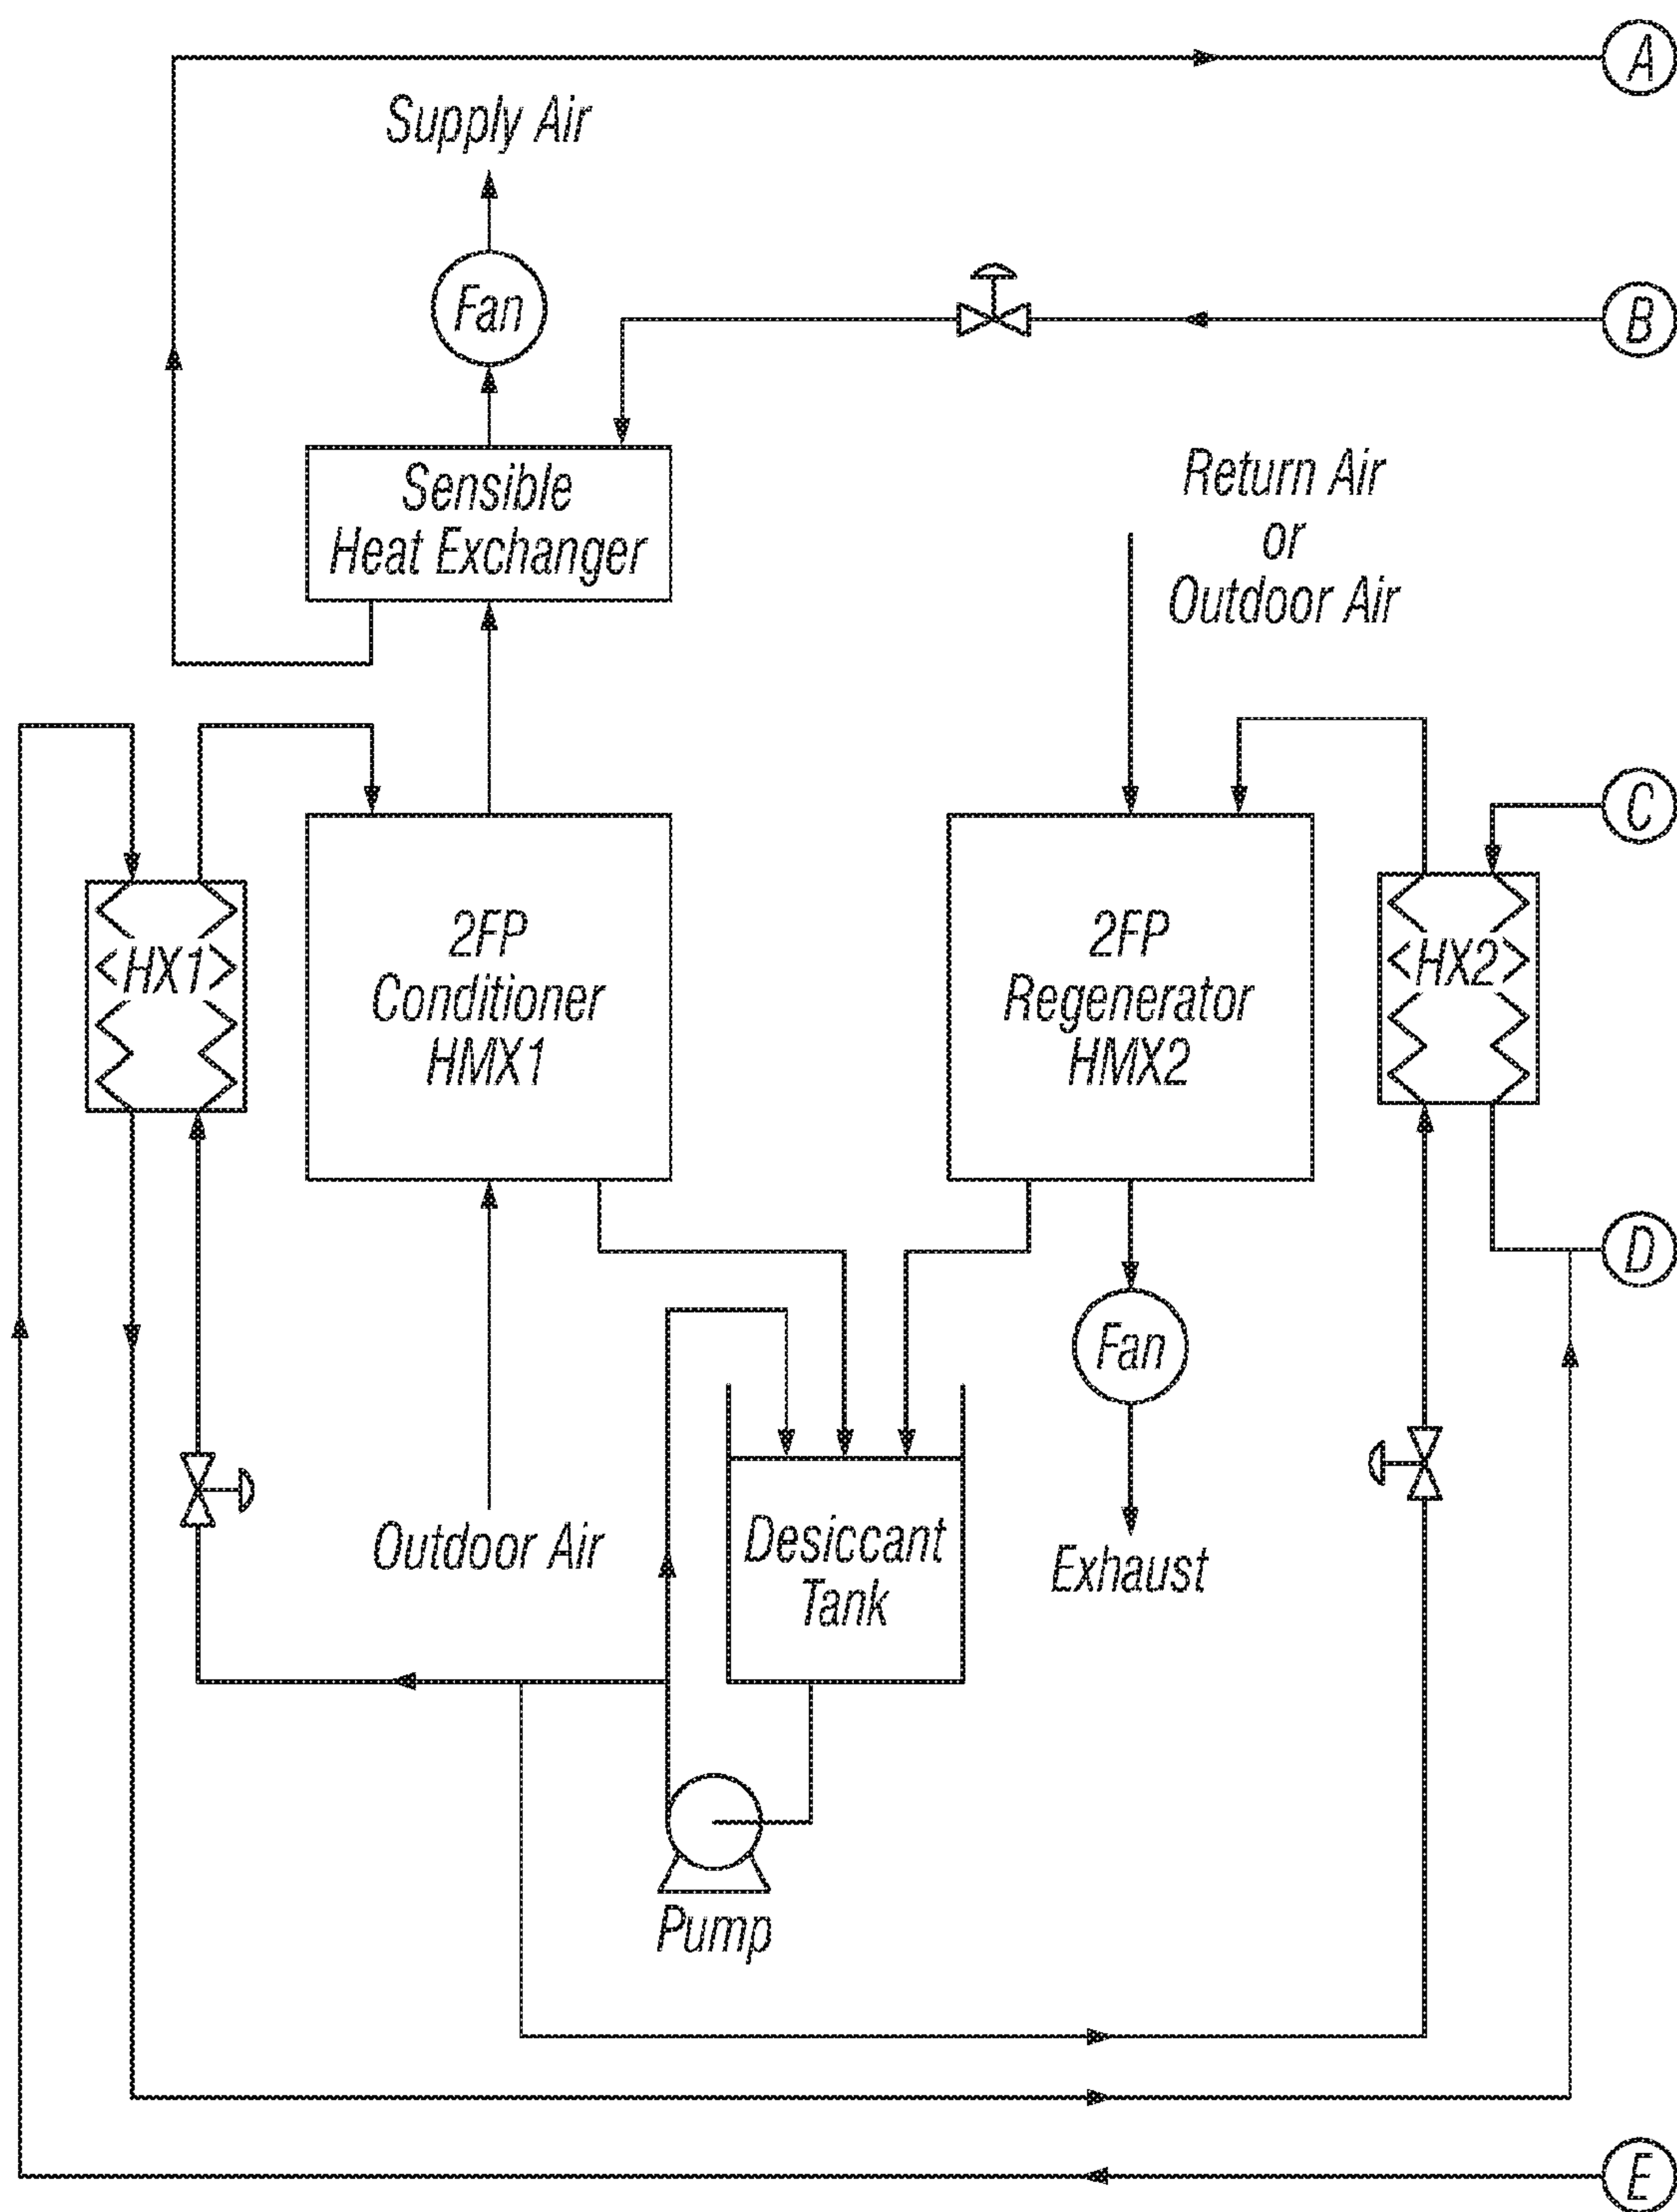 A
Supply Air
Fan
B
Sensible
Heat Exchanger
Return Air
or
Outdoor Air
C
HX1
2FP
Conditioner
HMX1
2FP
Regenerator
HMX2
HX2
D
Fan
Outdoor Air
Desiccant
Tank
Exhaust
Pump
E